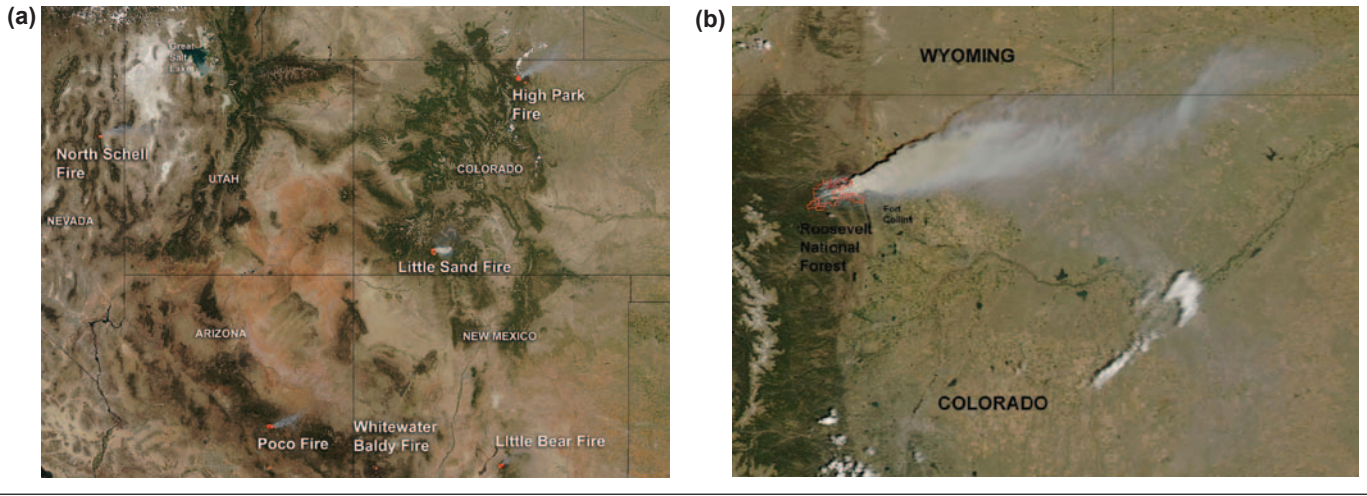 (a)
Great
Salt
Lake
High Park
Fire
North Schell
Fire
COLORADO
UTAH
NEVADA
Little Sand Fire
ARIZONA
NEW MEXICO
Whitewater
Baldy Fire
Poco Fire
LIttle Bear Fire
(b)
WYOMING
Fort
Collins
Roosevelt
National
Forest
COLORADO